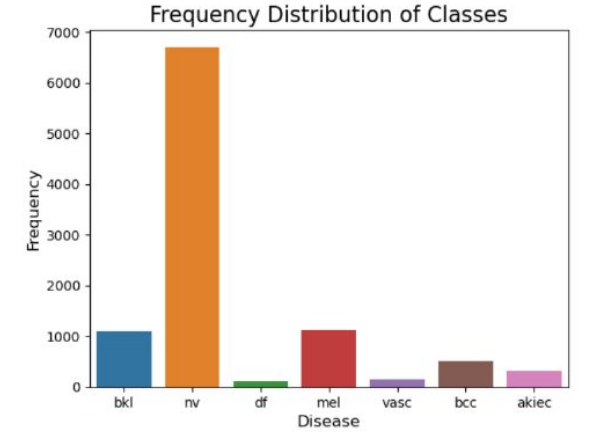 Frequency Distribution of Classes
7000
6000
5000
4000
3000
2000
1000
0
Frequency
bkl nv df mel vasc bcc akiec
Disease